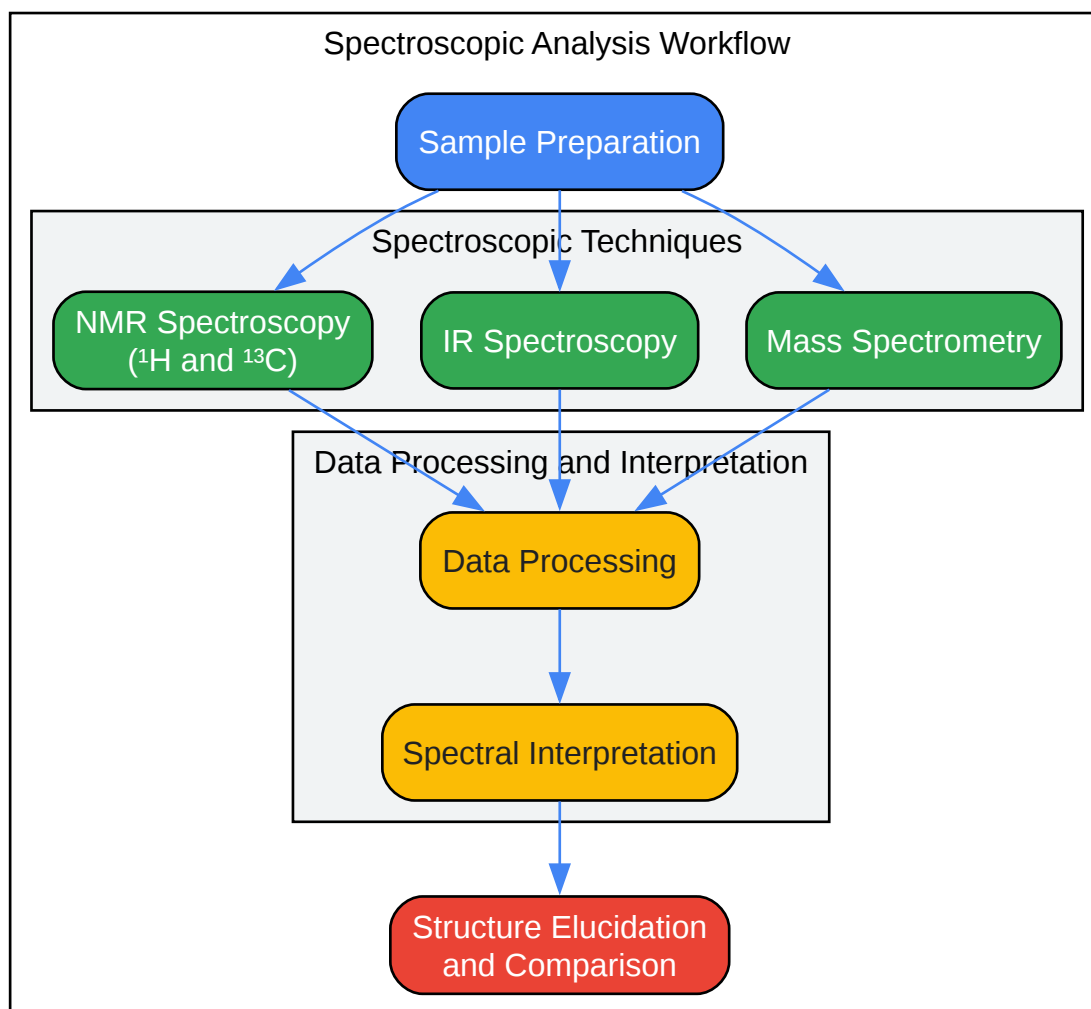 Spectroscopic Analysis Workflow
Sample Preparation
Spectroscopic Techniques
NMR Spectroscopy
(¹H and ¹³C)
IR Spectroscopy
Mass Spectrometry
Data Processing and Interpretation
Data Processing
Spectral Interpretation
Structure Elucidation
and Comparison